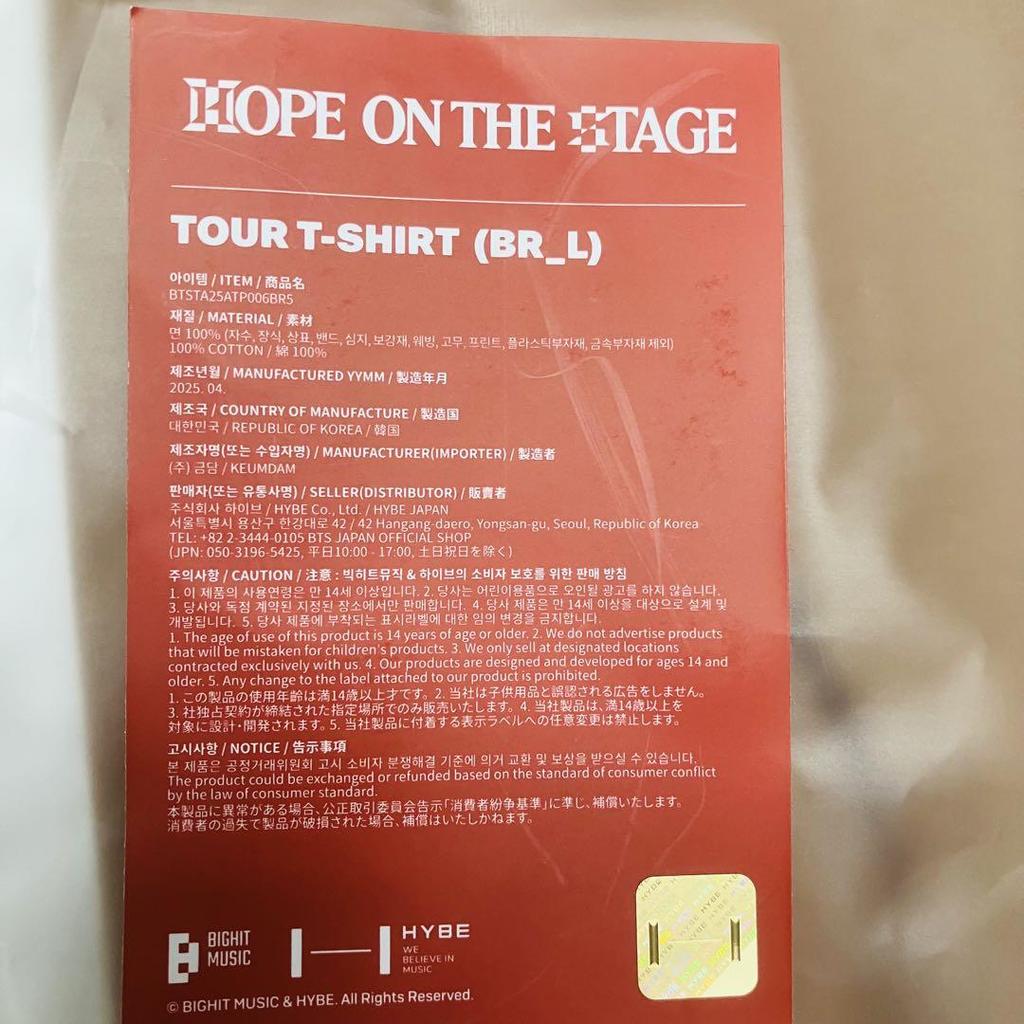 HOPE ON THE STAGE
TOUR T-SHIRT (BR_L)
아이템 / ITEM / 商品名
BTSTA25ATP006BR5
재질 / MATERIAL / 素材
면 100% (자수, 장식, 상표, 밴드, 심지, 보강재, 웨빙, 고무, 프린트, 플라스틱부자재, 금속부자재 제외)
100% COTTON / 綿 100%
제조년월 / MANUFACTURED YYMM / 製造年月
2025. 04.
제조국 / COUNTRY OF MANUFACTURE / 製造国
대한민국 / REPUBLIC OF KOREA / 韓国
제조자명(또는 수입자명) / MANUFACTURER(IMPORTER) / 製造者
(주) 금담 / KEUMDAM
판매자(또는 유통사명) / SELLER(DISTRIBUTOR) / 販賣者
주식회사 하이브 / HYBE Co., Ltd. / HYBE JAPAN
서울특별시 용산구 한강대로 42 / 42 Hangang-daero, Yongsan-gu, Seoul, Republic of Korea
TEL: +82 2-3444-0105 BTS JAPAN OFFICIAL SHOP
(JPN: 050-3196-5425, 平日10:00 - 17:00, 土日祝日を除く)
주의사항 / CAUTION / 注意 : 빅히트뮤직 & 하이브의 소비자 보호를 위한 판매 방침
1. 이 제품의 사용연령은 만 14세 이상입니다. 2. 당사는 어린이용품으로 오인될 광고를 하지 않습니다.
3. 당사와 독점 계약된 지정된 장소에서만 판매합니다. 4. 당사 제품은 만 14세 이상을 대상으로 설계 및
개발됩니다. 5. 당사 제품에 부착되는 표시라벨에 대한 임의 변경을 금지합니다.
1. The age of use of this product is 14 years of age or older. 2. We do not advertise products
that will be mistaken for children's products. 3. We only sell at designated locations
contracted exclusively with us. 4. Our products are designed and developed for ages 14 and
older. 5. Any change to the label attached to our product is prohibited.
1. この製品の使用年齢は満14歳以上才です。2. 当社は子供用品と誤認される広告をしません。
3. 社独占契約が締結された指定場所でのみ販売いたします。4. 当社製品は、満14歳以上を
対象に設計・開発されます。5. 当社製品に付着する表示ラベルへの任意変更は禁止します。
고시사항 / NOTICE / 告示事項
본 제품은 공정거래위원회 고시 소비자 분쟁해결 기준에 의거 교환 및 보상을 받으실 수 있습니다.
The product could be exchanged or refunded based on the standard of consumer conflict
by the law of consumer standard.
本製品に異常がある場合、公正取引委員会告示「消費者紛争基準」に準じ、補償いたします。
消費者の過失で製品が破損された場合、補償はいたしかねます。
BIGHIT
MUSIC
HYBE
WE
BELIEVE IN
MUSIC
© BIGHIT MUSIC & HYBE. All Rights Reserved.